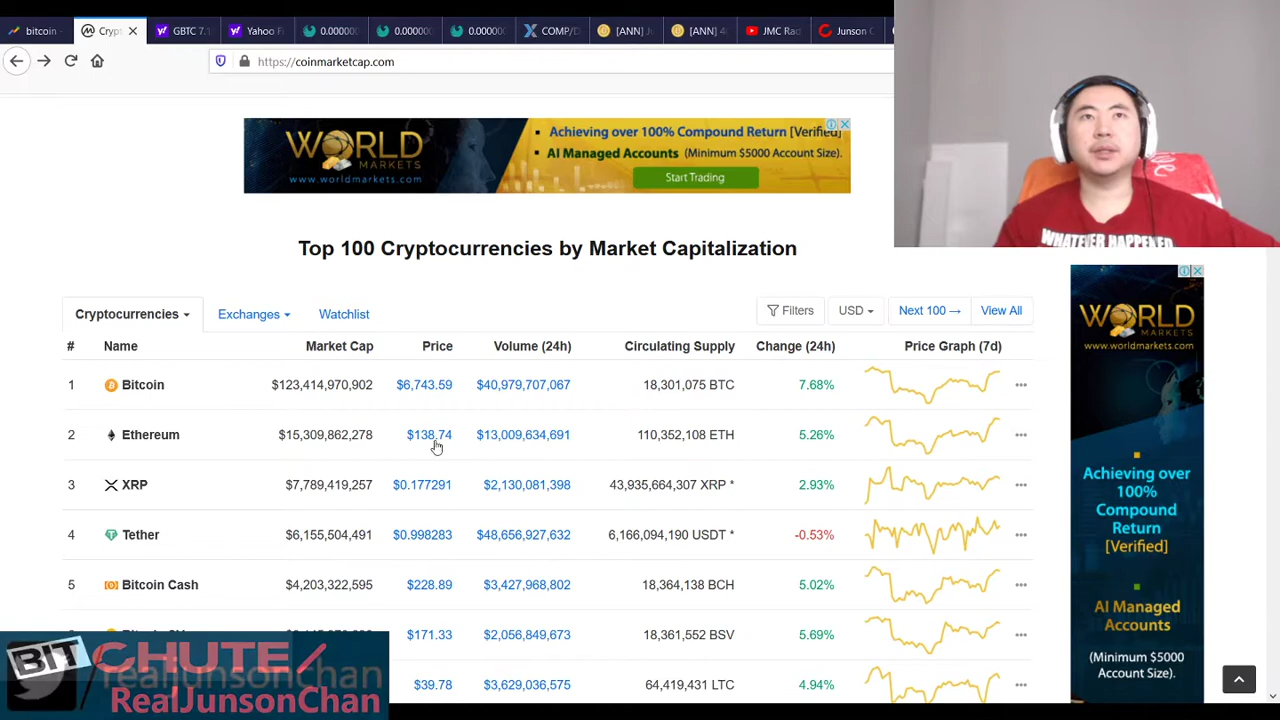 bitcoin
Crypt
GBTC 7.1
Yahoo Fi
0.000000
0.00000
0.00000
COMP/D
[ANN] J
[ANN] 4
JMC Rac
Junson C
https://coinmarketcap.com
WORLD
MARKETS
www.worldmarkets.com
Achieving over 100% Compound Return [Verified]
AI Managed Accounts (Minimum $5000 Account Size).
Start Trading
WHATEVER HAPPENED
Top 100 Cryptocurrencies by Market Capitalization
Cryptocurrencies Exchanges Watchlist Filters USD Next 100 → View All
# Name Market Cap Price Volume (24h) Circulating Supply Change (24h) Price Graph (7d)
1 Bitcoin $123,414,970,902 $6,743.59 $40,979,707,067 18,301,075 BTC 7.68%
2 Ethereum $15,309,862,278 $138.74 $13,009,634,691 110,352,108 ETH 5.26%
3 XRP $7,789,419,257 $0.177291 $2,130,081,398 43,935,664,307 XRP * 2.93%
4 Tether $6,155,504,491 $0.998283 $48,656,927,632 6,166,094,190 USDT * -0.53%
5 Bitcoin Cash $4,203,322,595 $228.89 $3,427,968,802 18,364,138 BCH 5.02%
$171.33 $2,056,849,673 18,361,552 BSV 5.69%
$39.78 $3,629,036,575 64,419,431 LTC 4.94%
BITCHUTE/
realjunsonchan
RealJunsonChan
WORLD
MARKETS
www.worldmarkets.com
Achieving over
100%
Compound
Return
[Verified]
AI Managed
Accounts
(Minimum $5000
Account Size).